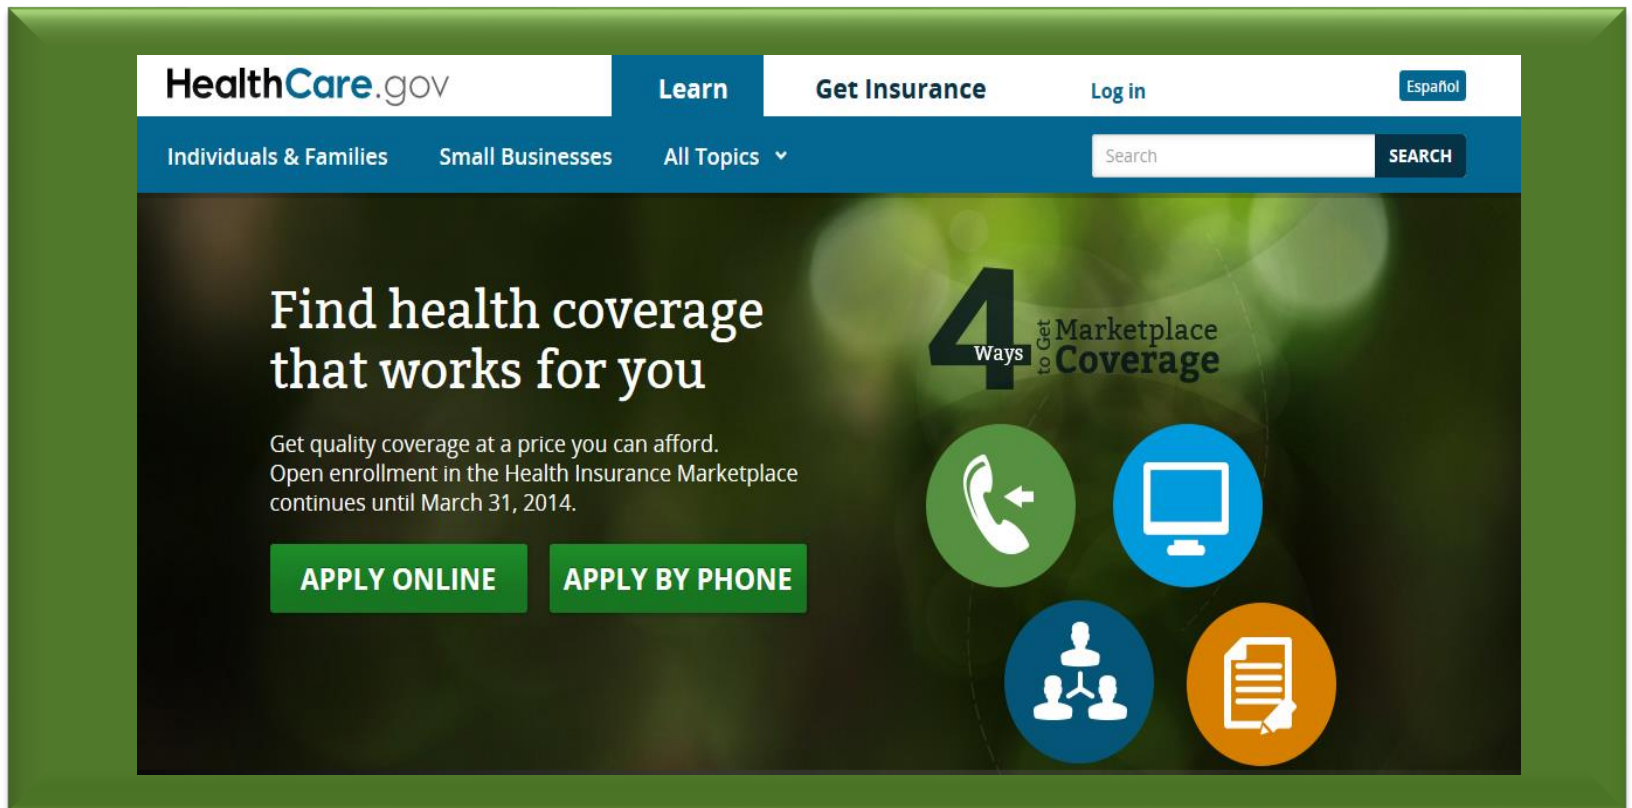 HealthCare.gov
Learn
Get Insurance
Log in
Español
Individuals & Families
Small Businesses
All Topics
Search
SEARCH
Find health coverage
that works for you
Get quality coverage at a price you can afford.
Open enrollment in the Health Insurance Marketplace
continues until March 31, 2014.
APPLY ONLINE
APPLY BY PHONE
4 Ways to Get Marketplace
Coverage